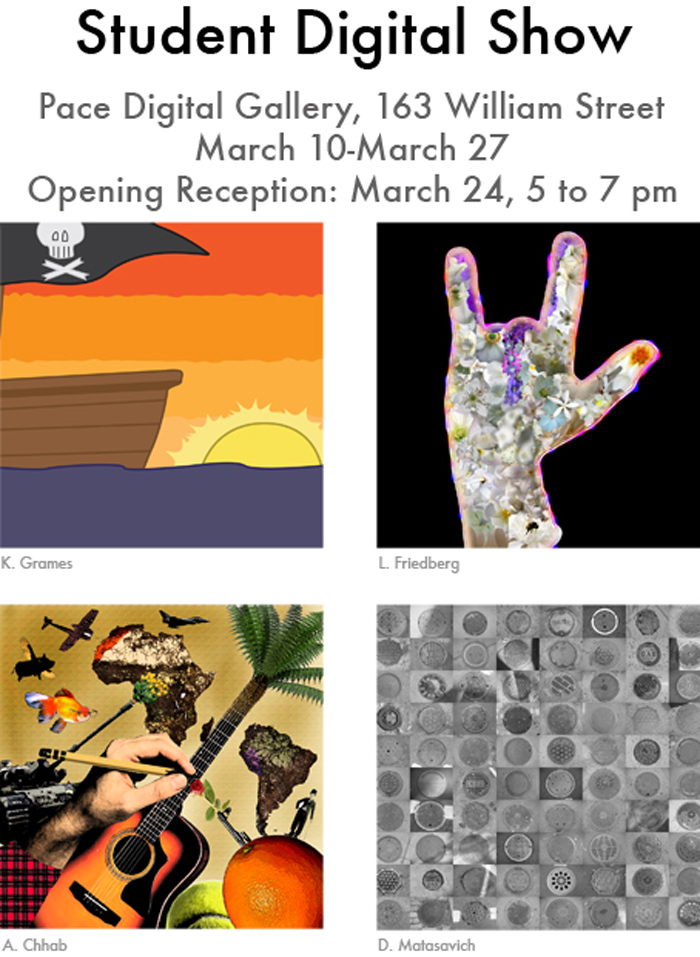 Student Digital Show
Pace Digital Gallery, 163 William Street
March 10-March 27
Opening Reception: March 24, 5 to 7 pm
K. Grames
L. Friedberg
A. Chhab
D. Matasavich